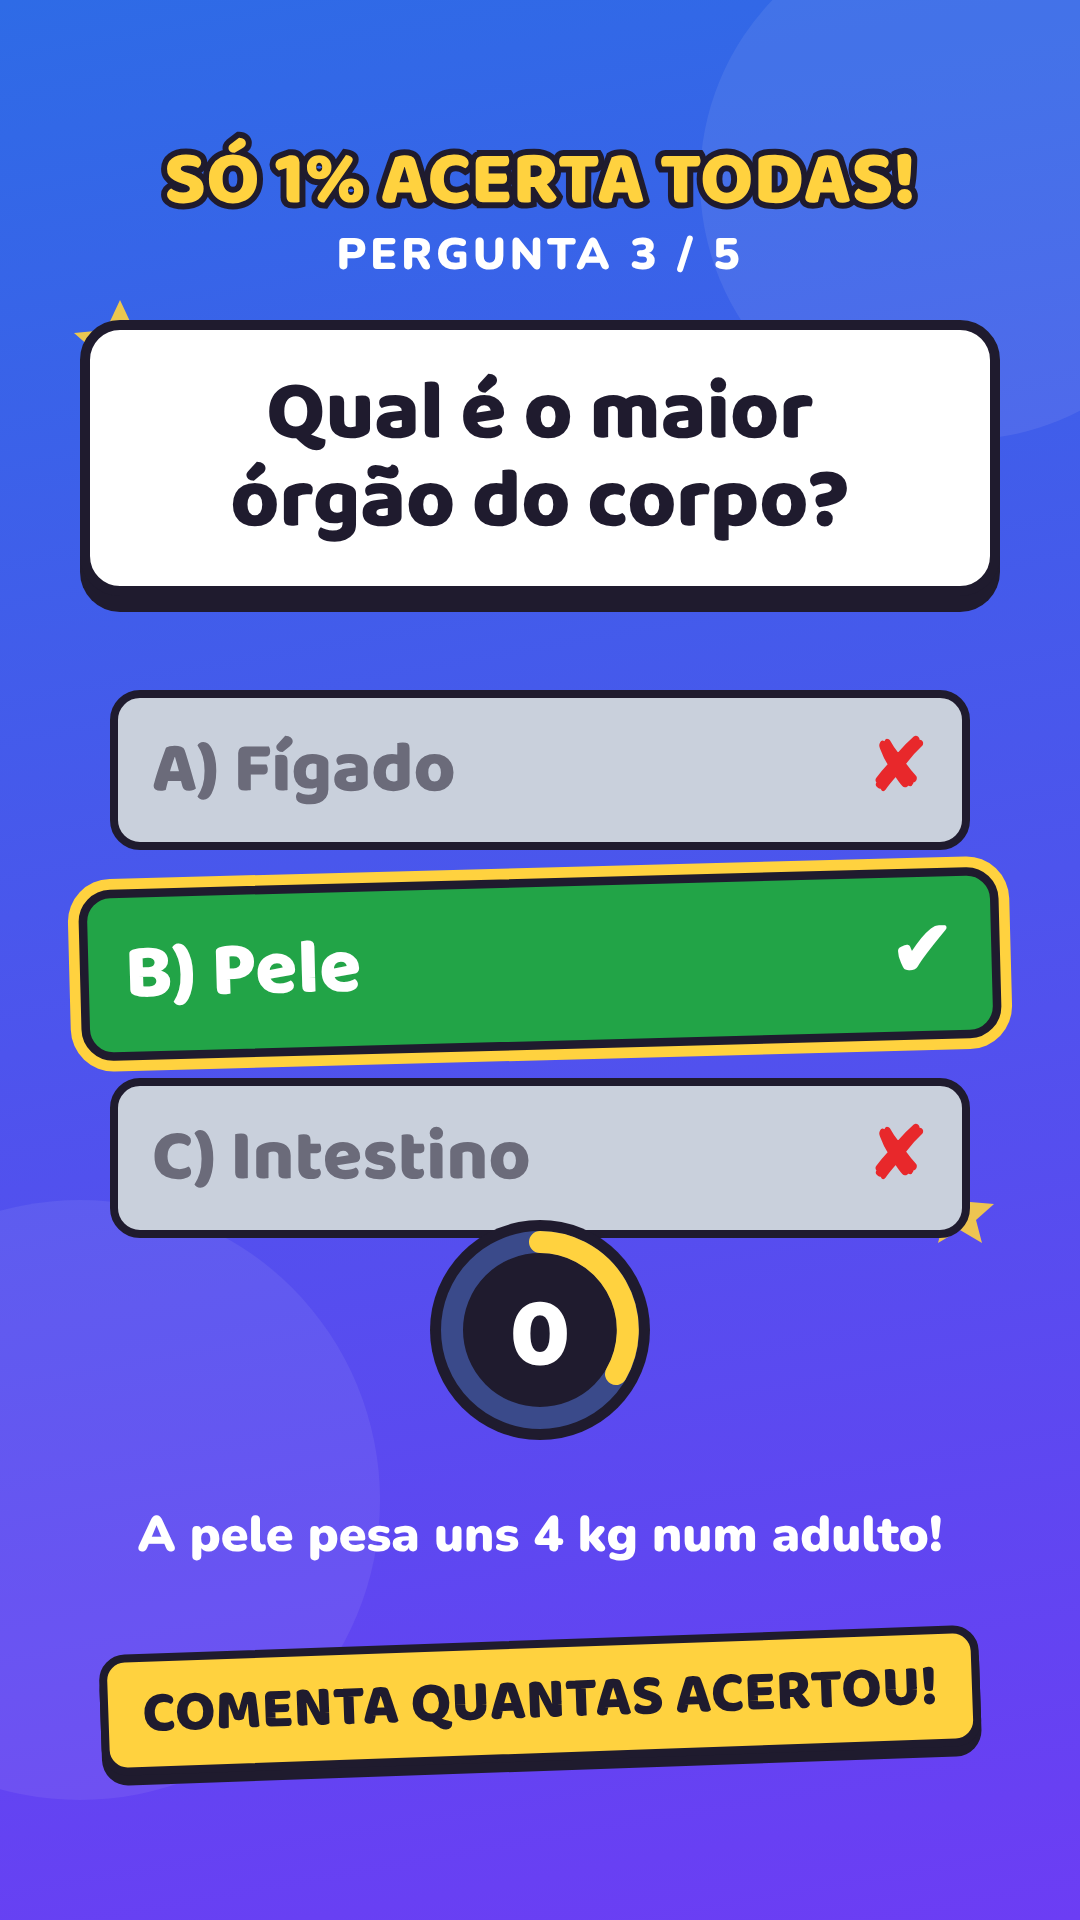 SÓ 1% ACERTA TODAS!
PERGUNTA 3 / 5
Qual é o maior
órgão do corpo?
A) Fígado ✘
B) Pele ✔
C) Intestino ✘
0
A pele pesa uns 4 kg num adulto!
COMENTA QUANTAS ACERTOU!